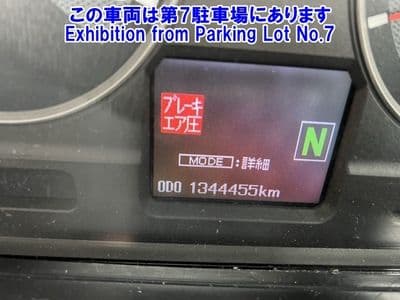 この車両は第7駐車場にあります
Exhibition from Parking Lot No.7
ブレーキ
エア圧
N
MODE :詳細
ODO 1344455km